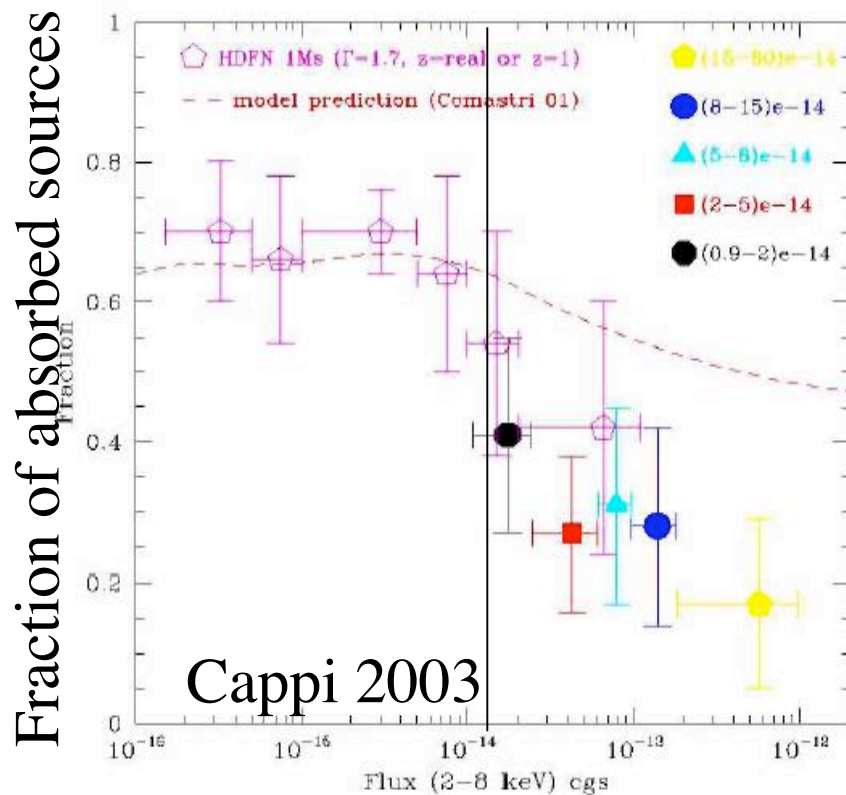 Fraction of absorbed sources
Fraction
1
0.8
0.6
0.4
0.2
0
HDFN 1Ms (Γ=1.7, z=real or z=1)
model prediction (Comastri 01)
(15-50)e-14
(8-15)e-14
(5-8)e-14
(2-5)e-14
(0.9-2)e-14
Cappi 2003
10-16
10-15
10-14
10-13
10-12
Flux (2-8 keV) cgs